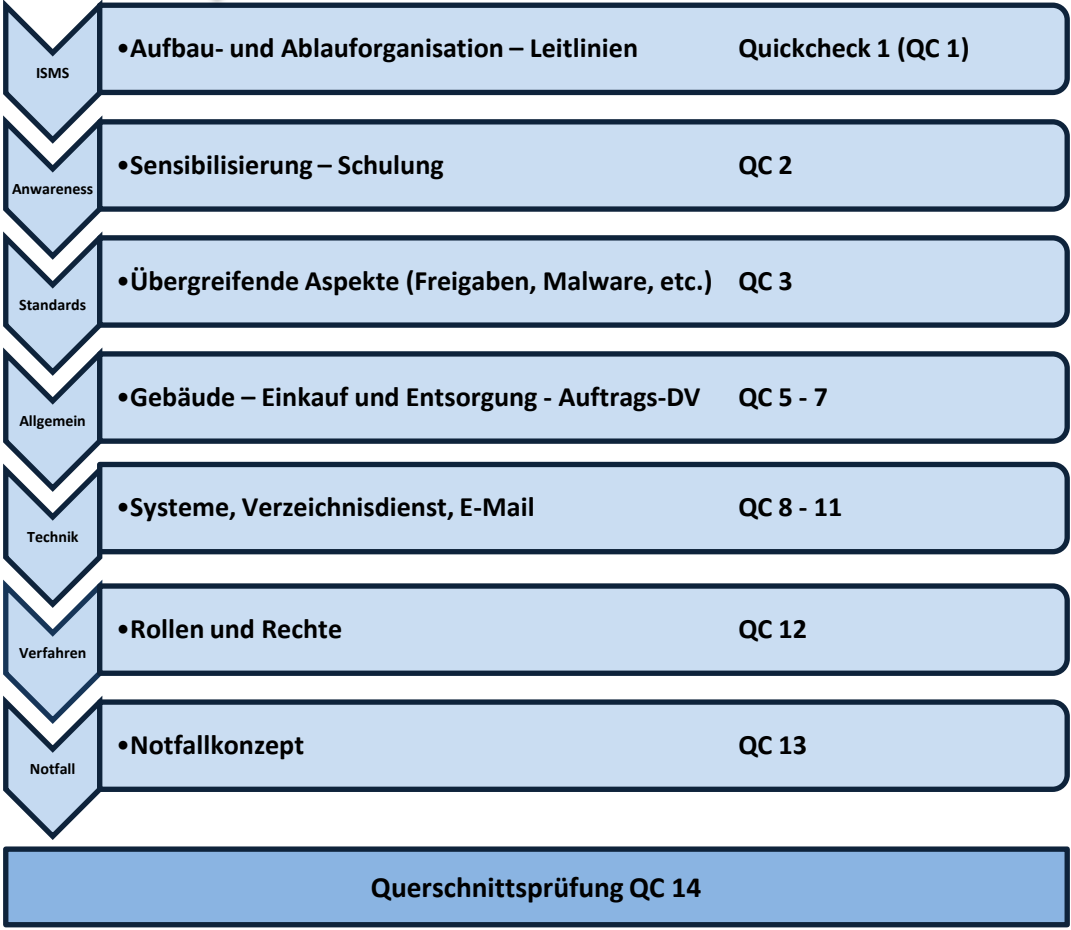 ISMS
•Aufbau- und Ablauforganisation – Leitlinien Quickcheck 1 (QC 1)
Anwareness
•Sensibilisierung – Schulung QC 2
Standards
•Übergreifende Aspekte (Freigaben, Malware, etc.) QC 3
Allgemein
•Gebäude – Einkauf und Entsorgung - Auftrags-DV QC 5 - 7
Technik
•Systeme, Verzeichnisdienst, E-Mail QC 8 - 11
Verfahren
•Rollen und Rechte QC 12
Notfall
•Notfallkonzept QC 13
Querschnittsprüfung QC 14